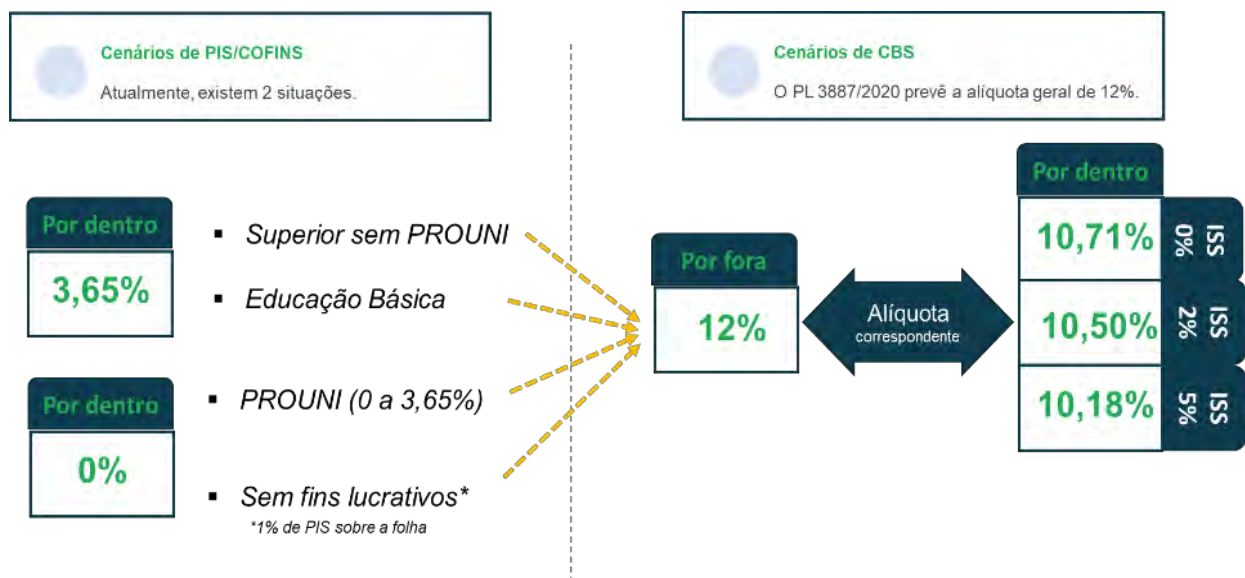 Cenários de PIS/COFINS
Atualmente, existem 2 situações.
Por dentro
3,65%
▪ Superior sem PROUNI
▪ Educação Básica
Por dentro
0%
▪ PROUNI (0 a 3,65%)
▪ Sem fins lucrativos*
*1% de PIS sobre a folha
Cenários de CBS
O PL 3887/2020 prevê a alíquota geral de 12%.
Por fora
12%
Alíquota
correspondente
Por dentro
10,71%
ISS
0%
10,50%
ISS
2%
10,18%
ISS
5%